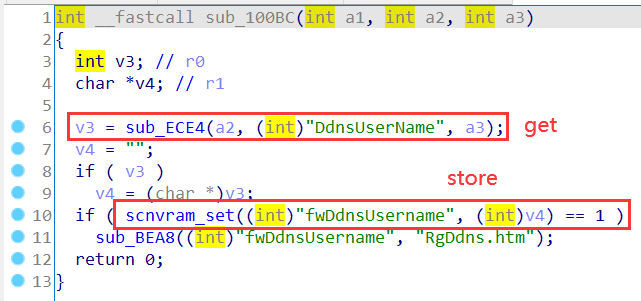 1 int __fastcall sub_100BC(int a1, int a2, int a3)
2 {
3 int v3; // r0
4 char *v4; // r1
5
6 v3 = sub_ECE4(a2, (int)"DdnsUserName", a3); get
7 v4 = "";
8 if ( v3 )
9 v4 = (char *)v3; store
10 if ( scnvram_set((int)"fwDdnsUsername", (int)v4) == 1 )
11 sub_BEA8((int)"fwDdnsUsername", "RgDdns.htm");
12 return 0;
13 }